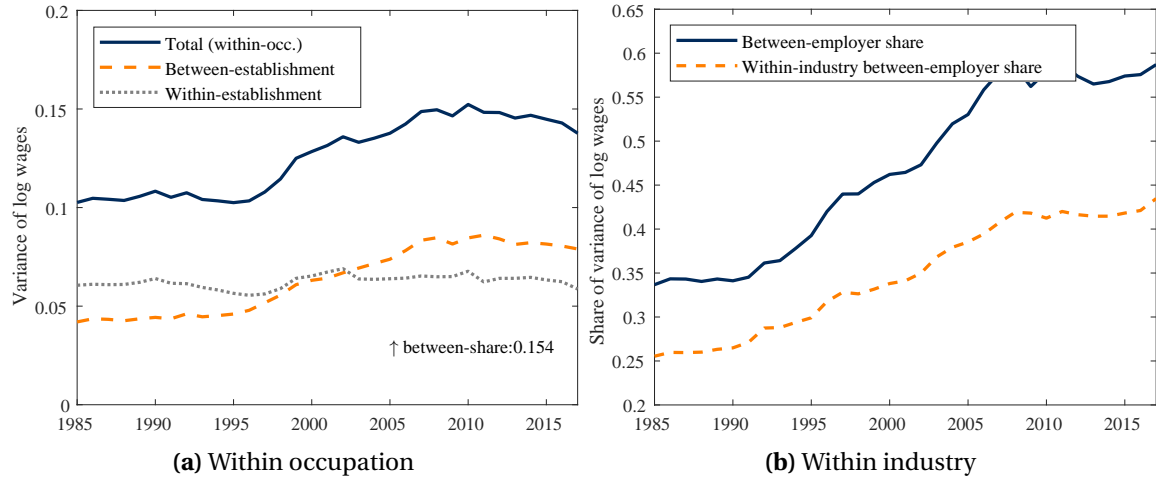 0.2
0.15
0.1
0.05
0
Variance of log wages
Total (within-occ.)
Between-establishment
Within-establishment
↑ between-share:0.154
1985 1990 1995 2000 2005 2010 2015
(a) Within occupation
0.65
0.6
0.55
0.5
0.45
0.4
0.35
0.3
0.25
0.2
Share of variance of log wages
Between-employer share
Within-industry between-employer share
1985 1990 1995 2000 2005 2010 2015
(b) Within industry